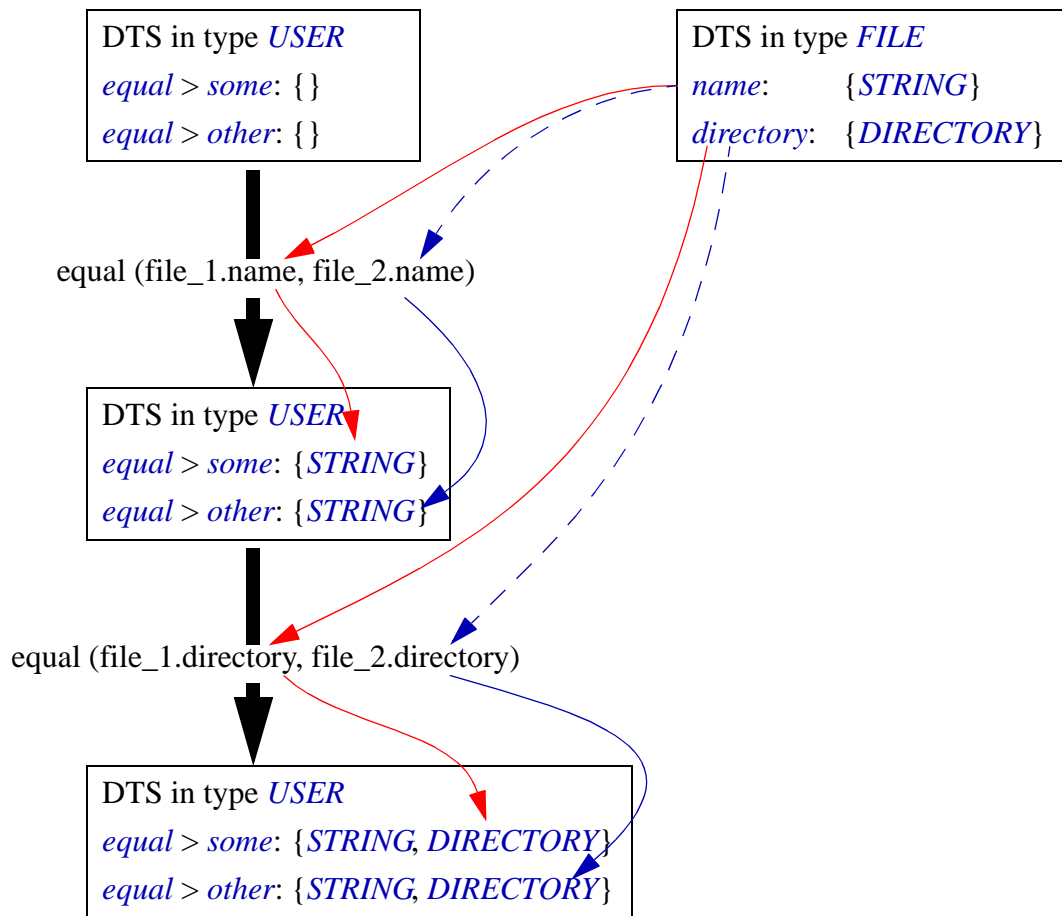 DTS in type USER
equal > some: {}
equal > other: {}
DTS in type FILE
name: {STRING}
directory: {DIRECTORY}
equal (file_1.name, file_2.name)
DTS in type USER
equal > some: {STRING}
equal > other: {STRING}
equal (file_1.directory, file_2.directory)
DTS in type USER
equal > some: {STRING, DIRECTORY}
equal > other: {STRING, DIRECTORY}